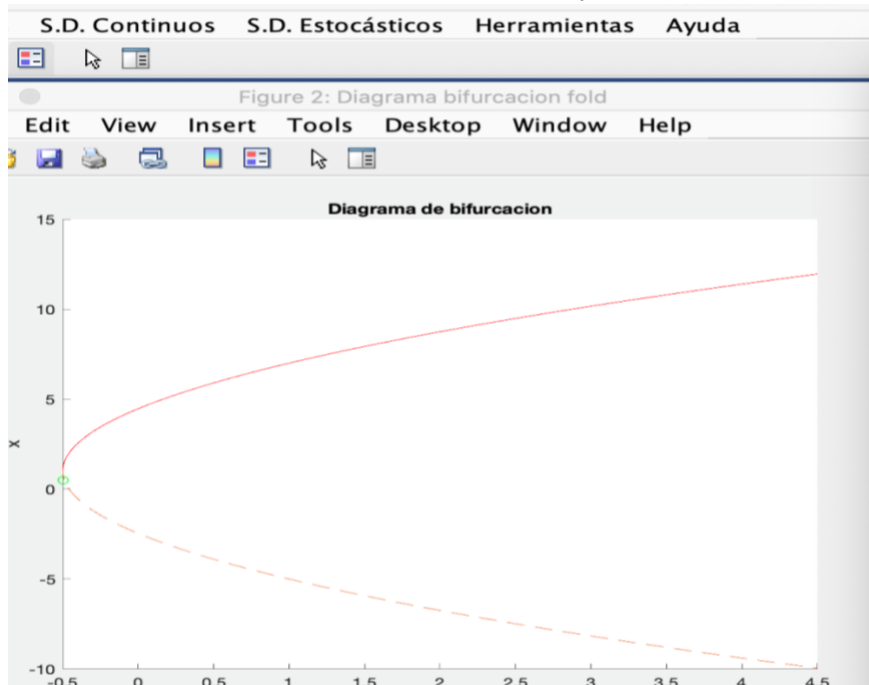 S.D. Continuos S.D. Estocásticos Herramientas Ayuda
Figure 2: Diagrama bifurcacion fold
Edit View Insert Tools Desktop Window Help
Diagrama de bifurcacion
15
10
5
x
0
-5
-10
-0.5 0 0.5 1 1.5 2 2.5 3 3.5 4 4.5